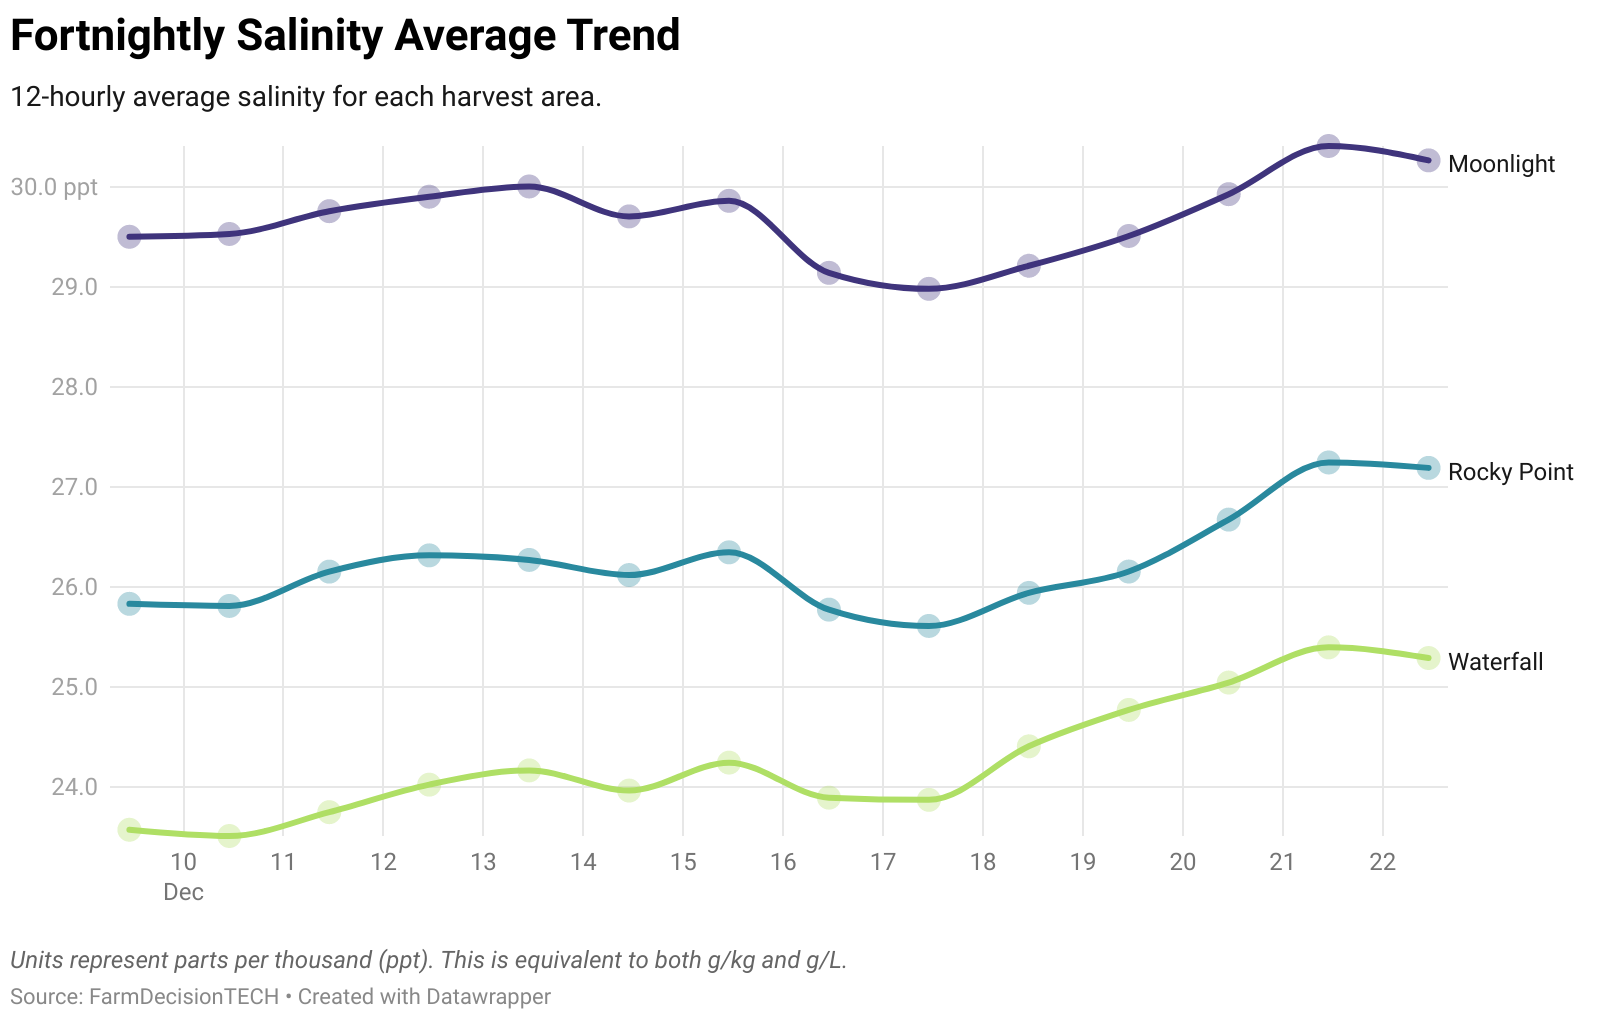 Fortnightly Salinity Average Trend
12-hourly average salinity for each harvest area.
30.0 ppt
29.0
28.0
27.0
26.0
25.0
24.0
Moonlight
Rocky Point
Waterfall
10 11 12 13 14 15 16 17 18 19 20 21 22
Dec
Units represent parts per thousand (ppt). This is equivalent to both g/kg and g/L.
Source: FarmDecisionTECH • Created with Datawrapper